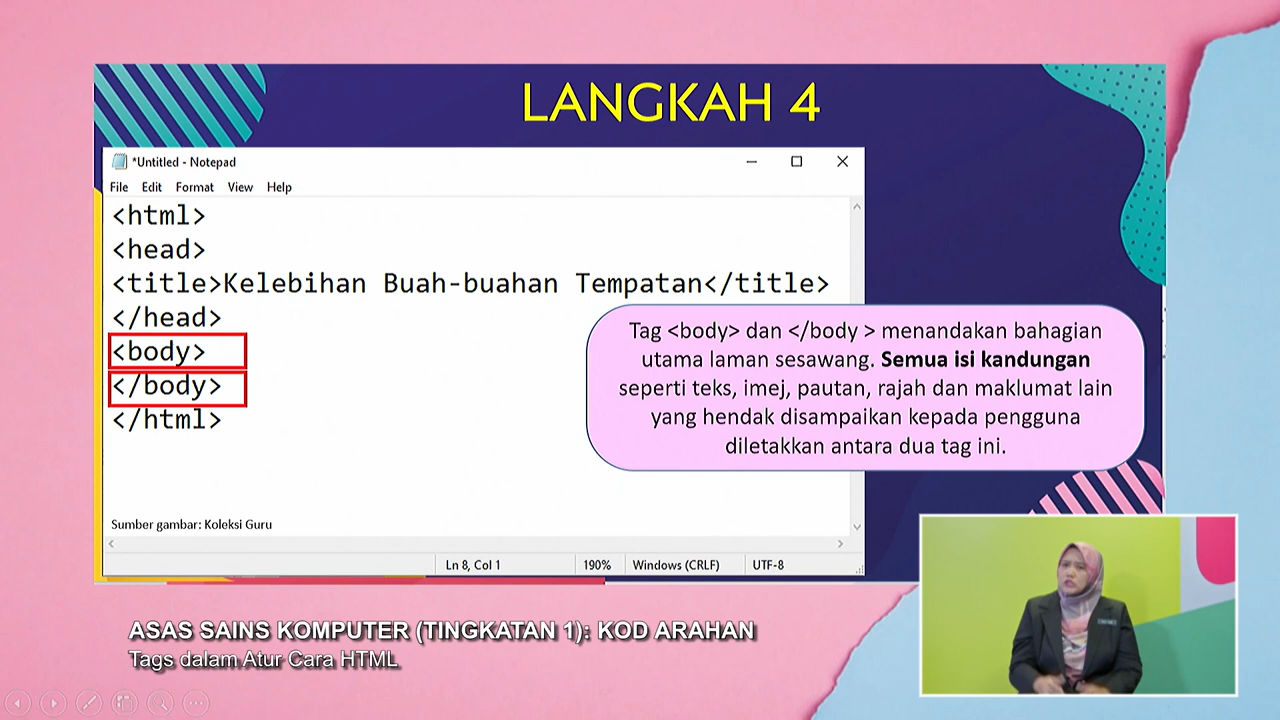 LANGKAH 4
*Untitled - Notepad
File Edit Format View Help
<html>
<head>
<title>Kelebihan Buah-buahan Tempatan</title>
</head>
<body>
</body>
</html>
Tag <body> dan </body > menandakan bahagian
utama laman sesawang. Semua isi kandungan
seperti teks, imej, pautan, rajah dan maklumat lain
yang hendak disampaikan kepada pengguna
diletakkan antara dua tag ini.
Sumber gambar: Koleksi Guru
Ln 8, Col 1 190% Windows (CRLF) UTF-8
ASAS SAINS KOMPUTER (TINGKATAN 1): KOD ARAHAN
Tags dalam Atur Cara HTML